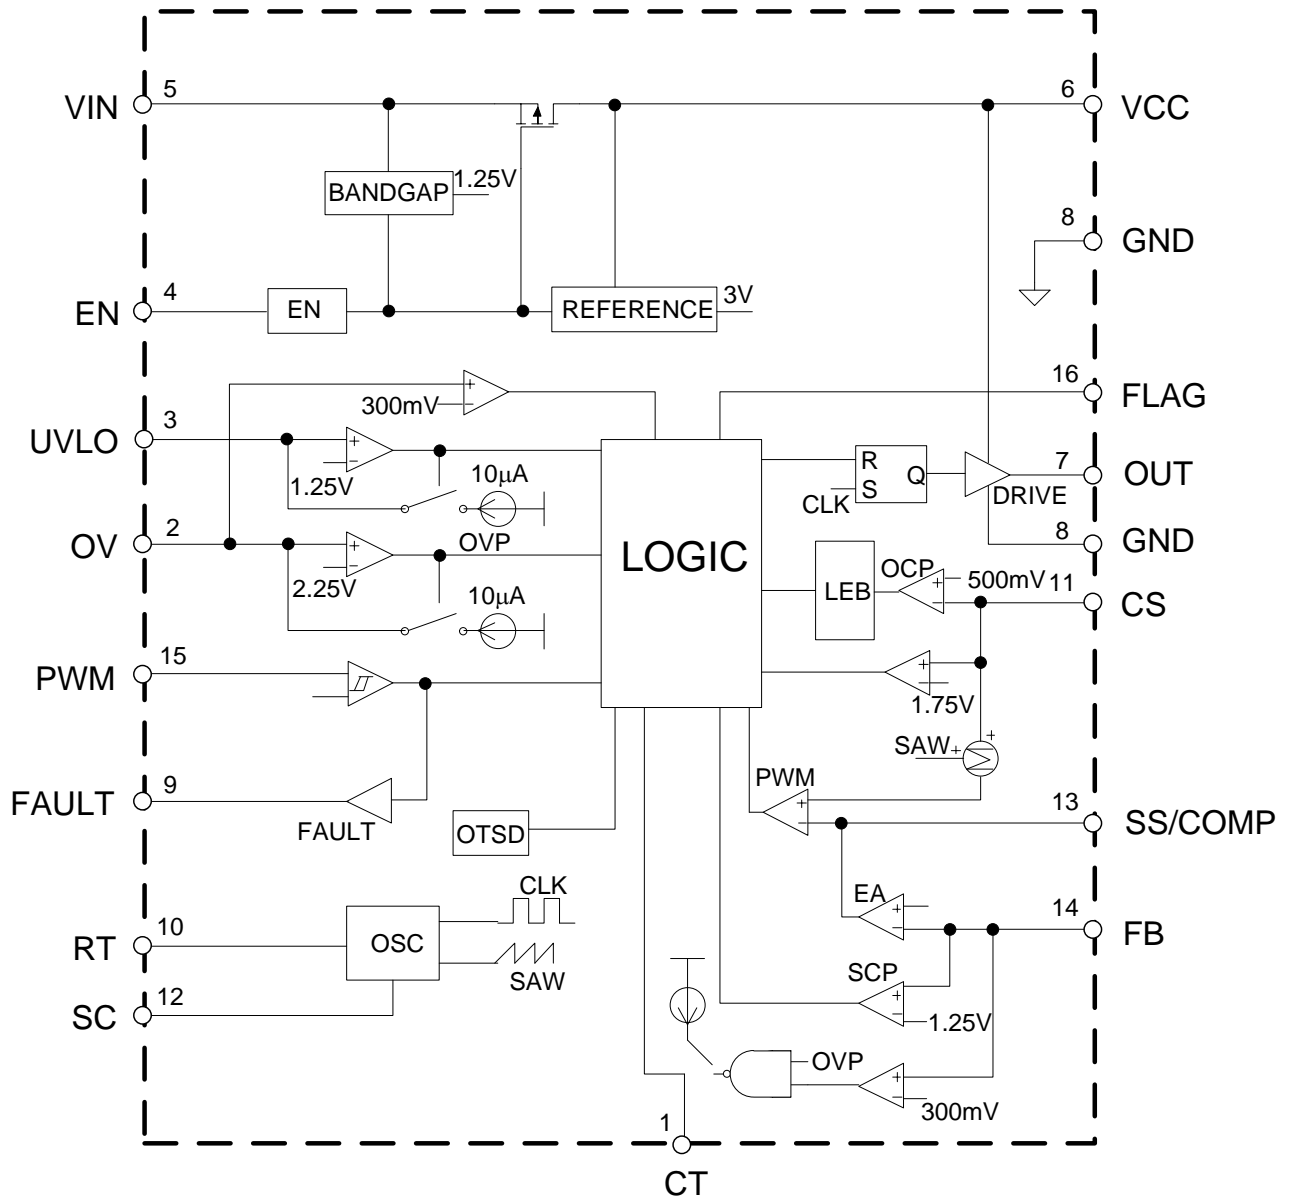 5
VIN
6
VCC
1.25V
BANDGAP
8
GND
4
EN
EN
REFERENCE
3V
300mV
+
−
16
FLAG
3
UVLO
+
−
1.25V
10μA
R
S
Q
CLK
7
OUT
DRIVE
2
OV
+
−
2.25V
OVP
10μA
LOGIC
8
GND
LEB
OCP
+
−
500mV
11
CS
15
PWM
+
−
1.75V
SAW
+
+
Σ
PWM
+
−
9
FAULT
FAULT
OTSD
13
SS/COMP
EA
+
−
14
FB
10
RT
OSC
CLK
SAW
12
SC
SCP
+
−
1.25V
OVP
+
−
300mV
1
CT